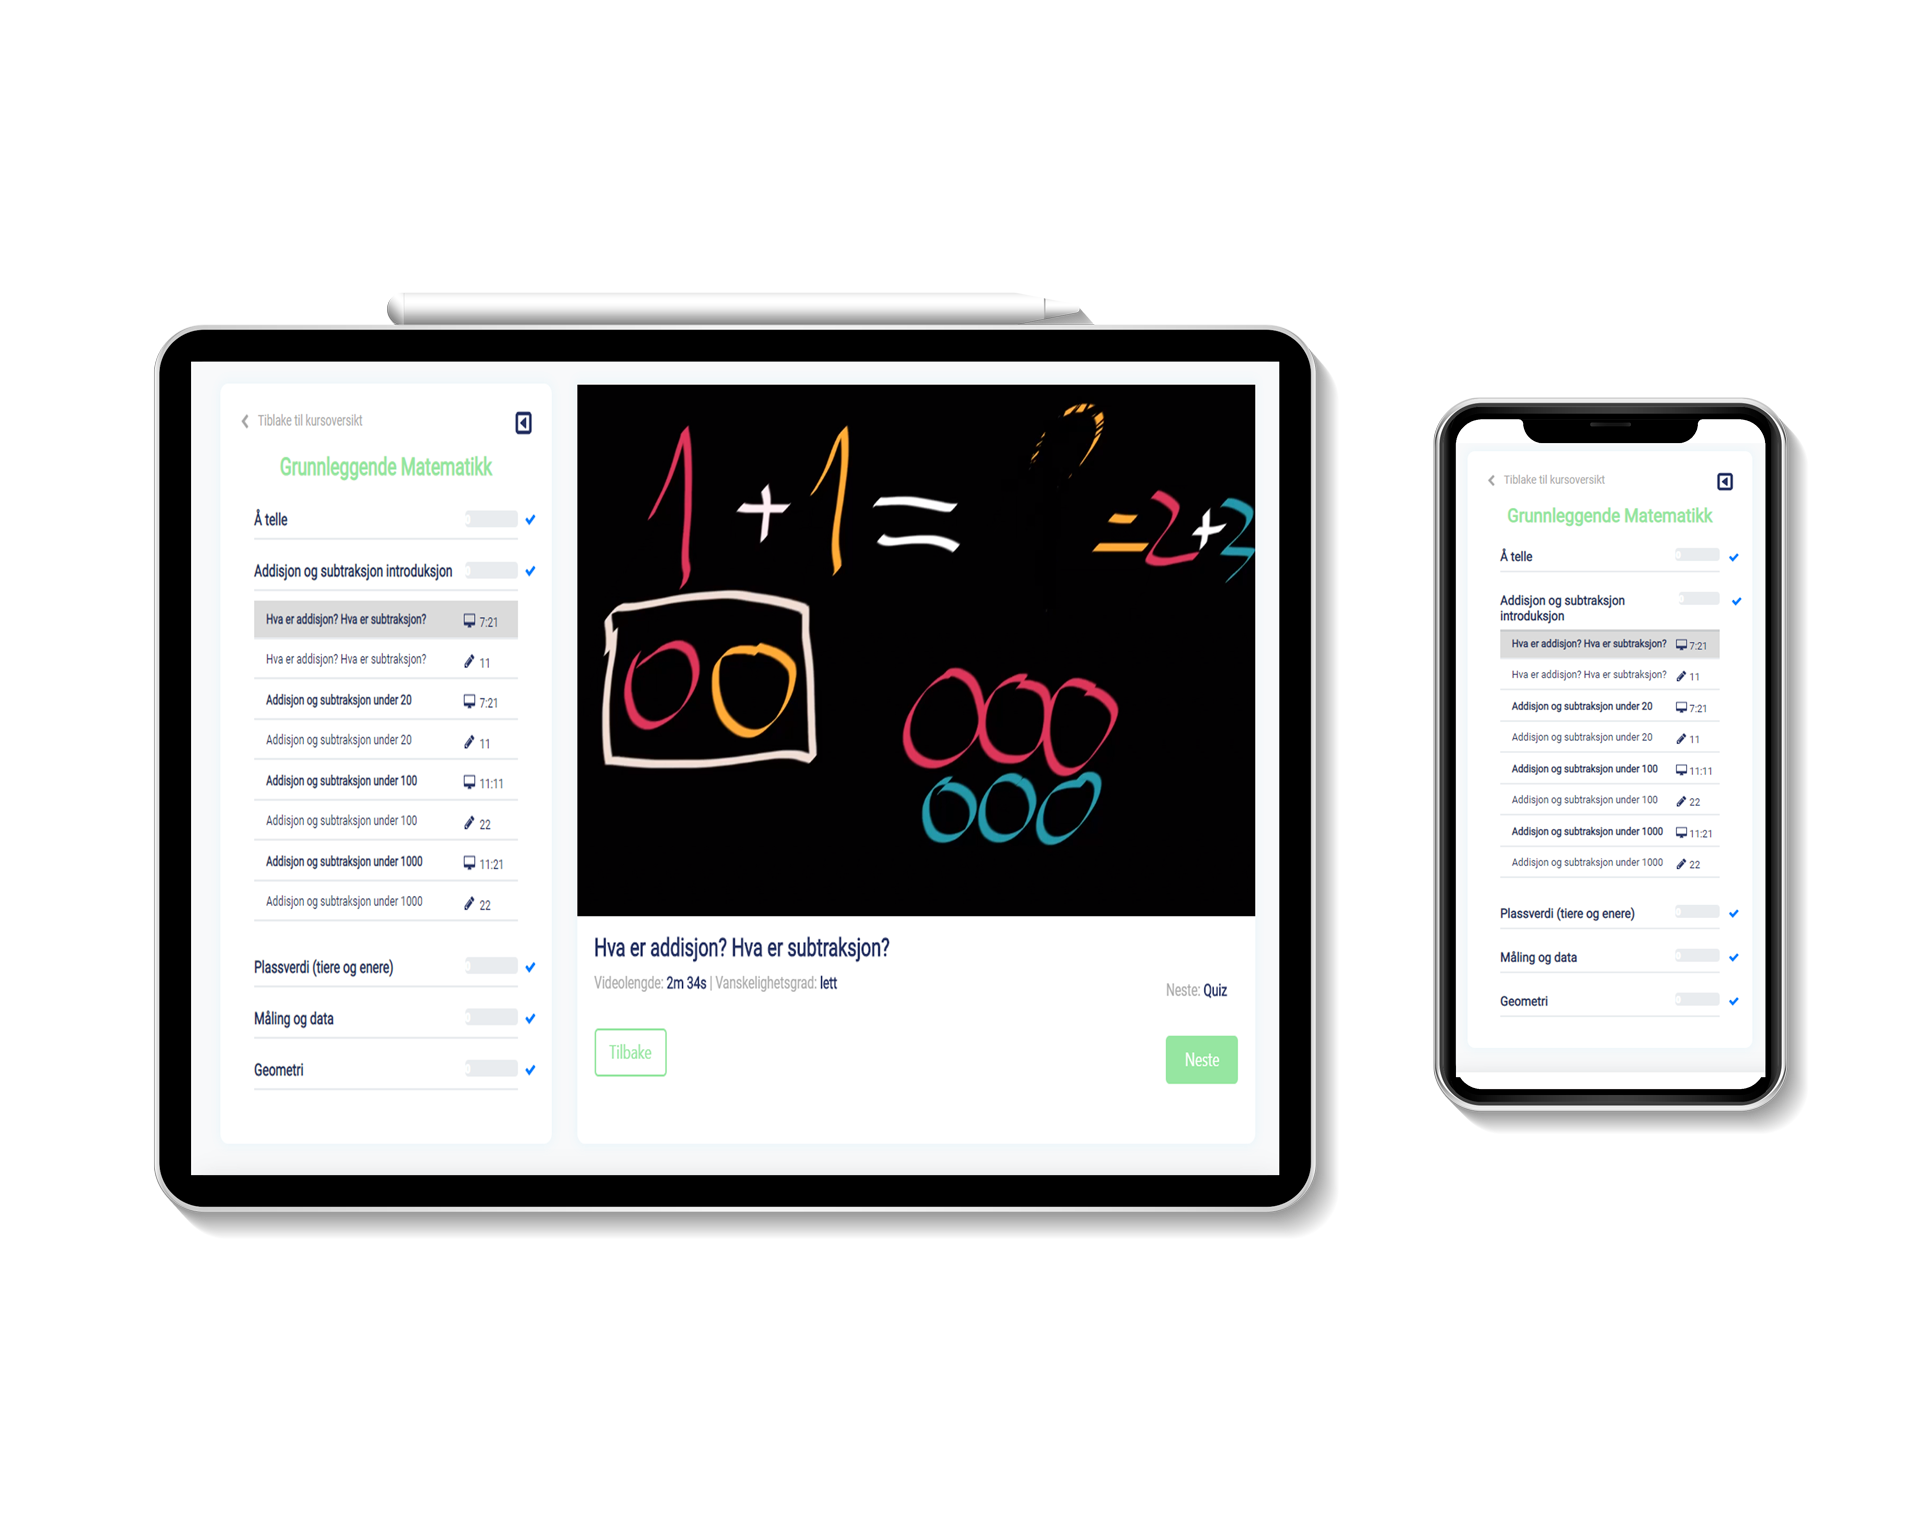 Tiblake til kursoversikt
Grunnleggende Matematikk
Å telle
Addisjon og subtraksjon introduksjon
Hva er addisjon? Hva er subtraksjon? 7:21
Hva er addisjon? Hva er subtraksjon? 11
Addisjon og subtraksjon under 20 7:21
Addisjon og subtraksjon under 20 11
Addisjon og subtraksjon under 100 11:11
Addisjon og subtraksjon under 100 22
Addisjon og subtraksjon under 1000 11:21
Addisjon og subtraksjon under 1000 22
Plassverdi (tiere og enere)
Måling og data
Geometri
1 + 1 = = 2 + 3
Hva er addisjon? Hva er subtraksjon?
Videolengde: 2m 34s | Vanskelighetsgrad: lett
Neste: Quiz
Tilbake
Neste
Tiblake til kursoversikt
Grunnleggende Matematikk
Å telle
Addisjon og subtraksjon
introduksjon
Hva er addisjon? Hva er subtraksjon? 7:21
Hva er addisjon? Hva er subtraksjon? 11
Addisjon og subtraksjon under 20 7:21
Addisjon og subtraksjon under 20 11
Addisjon og subtraksjon under 100 11:11
Addisjon og subtraksjon under 100 22
Addisjon og subtraksjon under 1000 11:21
Addisjon og subtraksjon under 1000 22
Plassverdi (tiere og enere)
Måling og data
Geometri